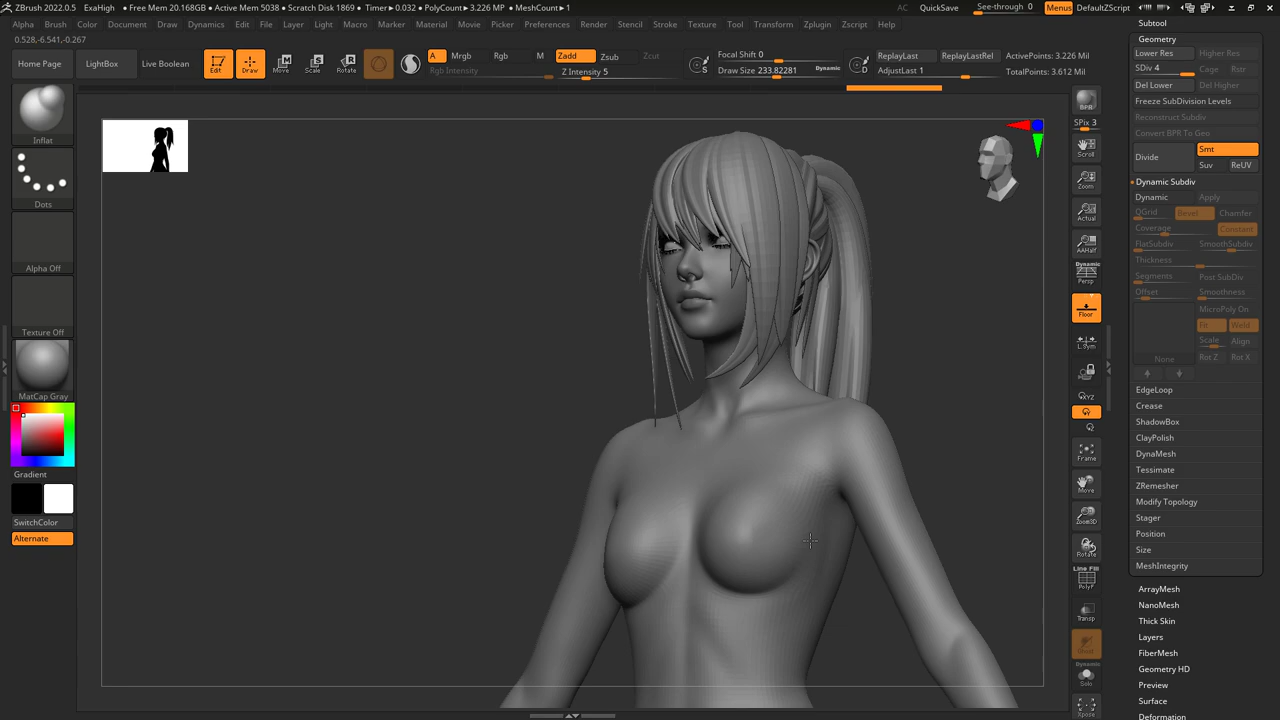 ZBrush 2022.0.5 ExaHigh • Free Mem 20.168GB • Active Mem 5038 • Scratch Disk 1869 • Timer▸0.032 • PolyCount▸3.226 MP • MeshCount▸1 AC QuickSave See-through 0 Menus DefaultZScript
Alpha Brush Color Document Draw Dynamics Edit File Layer Light Macro Marker Material Movie Picker Preferences Render Stencil Stroke Texture Tool Transform Zplugin Zscript Help
0.528,-6.541,-0.267
Home Page LightBox Live Boolean Edit Draw Move Scale Rotate
A Mrgb Rgb M Zadd Zsub Zcut
Rgb Intensity Z Intensity 5
Focal Shift 0
Draw Size 233.82281 Dynamic
S D
ReplayLast ReplayLastRel
AdjustLast 1
ActivePoints: 3.226 Mil
TotalPoints: 3.612 Mil
Inflat
Dots
Alpha Off
Texture Off
MatCap Gray
Gradient
SwitchColor
Alternate
BPR
SPix 3
Scroll
Zoom
Actual
AAHalf
Dynamic
Persp
Floor
L.Sym
Frame
Move
Zoom3D
Rotate
Line Fill
PolyF
Transp
Ghost
Dynamic
Solo
Xpose
Subtool
Geometry
Lower Res Higher Res
SDiv 4 Cage Rstr
Del Lower Del Higher
Freeze SubDivision Levels
Reconstruct Subdiv
Convert BPR To Geo
Divide Smt
Suv ReUV
Dynamic Subdiv
Dynamic Apply
QGrid Bevel Chamfer
Coverage Constant
FlatSubdiv SmoothSubdiv
Thickness
Segments Post SubDiv
Offset Smoothness
MicroPoly On
Fit Weld
Scale Align
None Rot Z Rot X
EdgeLoop
Crease
ShadowBox
ClayPolish
DynaMesh
Tessimate
ZRemesher
Modify Topology
Stager
Position
Size
MeshIntegrity
ArrayMesh
NanoMesh
Thick Skin
Layers
FiberMesh
Geometry HD
Preview
Surface
Deformation